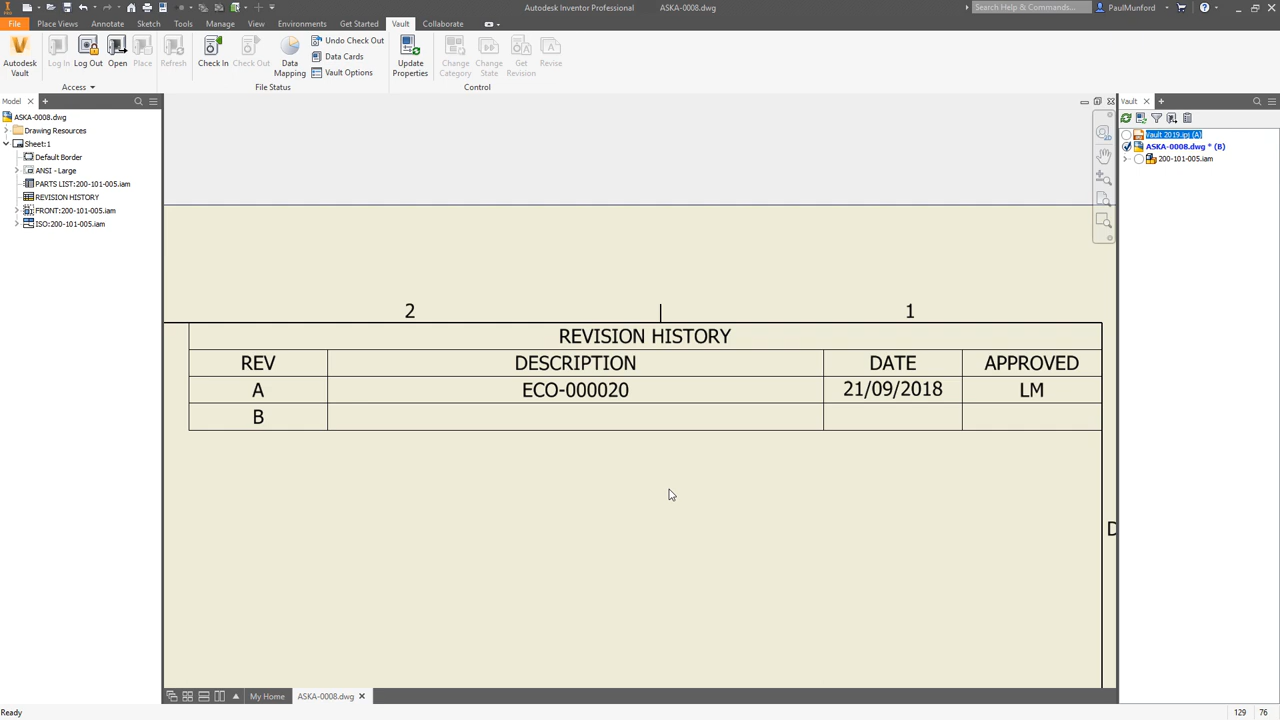 Autodesk Inventor Professional ASKA-0008.dwg
Search Help & Commands...
PaulMunford
File Place Views Annotate Sketch Tools Manage View Environments Get Started Vault Collaborate
Autodesk Vault
Log In
Log Out
Open
Place
Refresh
Check In
Check Out
Data Mapping
Undo Check Out
Data Cards
Vault Options
Update Properties
Change Category
Change State
Get Revision
Revise
Access
File Status
Control
Model
ASKA-0008.dwg
Drawing Resources
Sheet:1
Default Border
ANSI - Large
PARTS LIST:200-101-005.iam
REVISION HISTORY
FRONT:200-101-005.iam
ISO:200-101-005.iam
2 1
REVISION HISTORY
REV DESCRIPTION DATE APPROVED
A ECO-000020 21/09/2018 LM
B
D
Vault
Vault 2019.ipj (A)
ASKA-0008.dwg * (B)
200-101-005.iam
My Home ASKA-0008.dwg
Ready
129 76